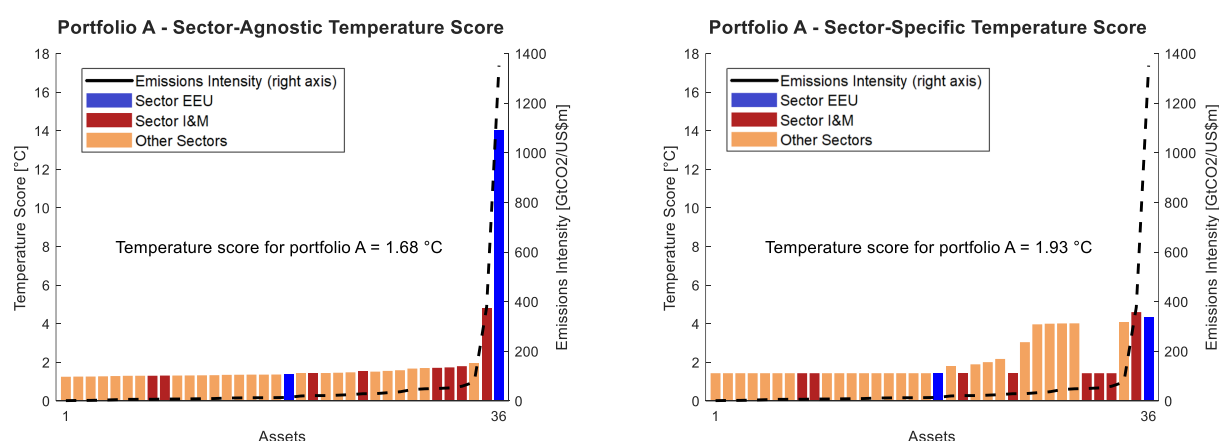 Portfolio A - Sector-Agnostic Temperature Score
18
16
14
12
10
8
6
4
2
0
Temperature Score [°C]
Emissions Intensity (right axis)
Sector EEU
Sector I&M
Other Sectors
Temperature score for portfolio A = 1.68 °C
1400
1200
1000
800
600
400
200
0
Emissions Intensity [GtCO2/US$m]
1
36
Assets
Portfolio A - Sector-Specific Temperature Score
18
16
14
12
10
8
6
4
2
0
Temperature Score [°C]
Emissions Intensity (right axis)
Sector EEU
Sector I&M
Other Sectors
Temperature score for portfolio A = 1.93 °C
1400
1200
1000
800
600
400
200
0
Emissions Intensity [GtCO2/US$m]
1
36
Assets